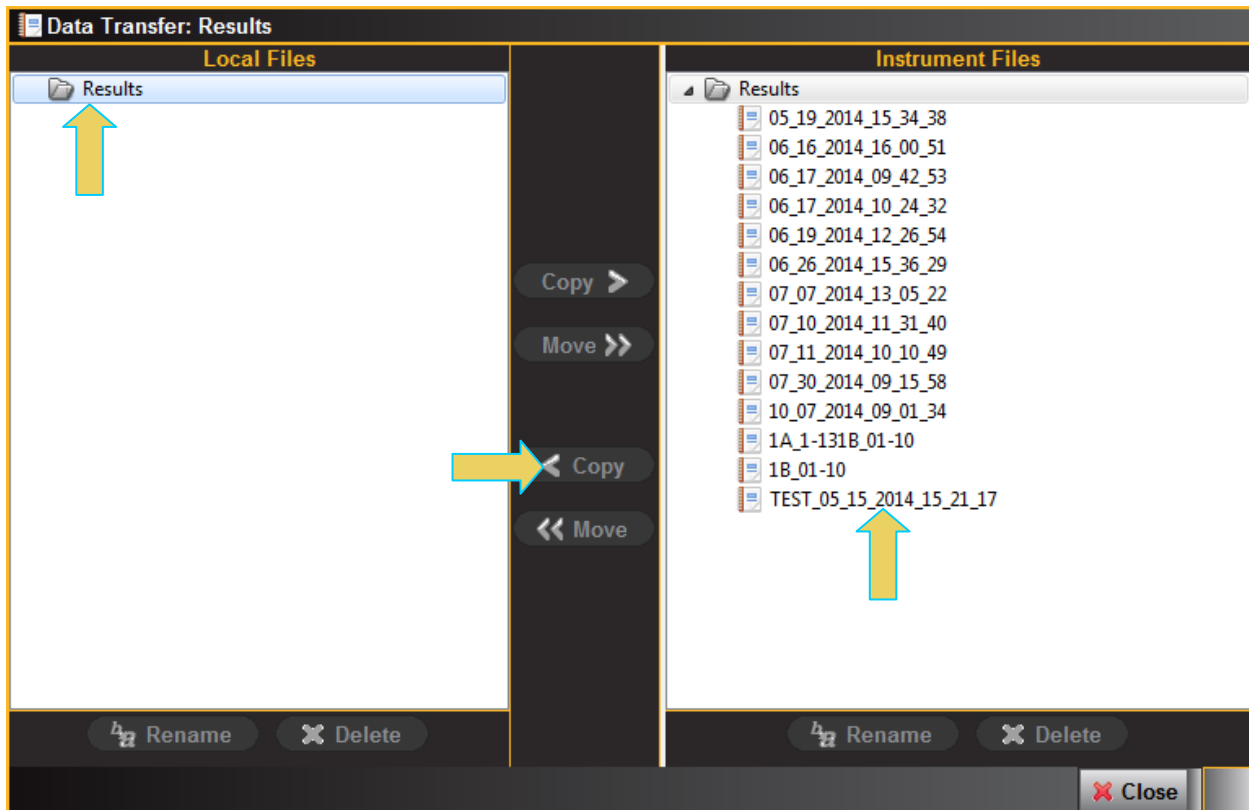 Data Transfer: Results
Local Files
Results
Copy
Move
Copy
Move
Instrument Files
Results
05_19_2014_15_34_38
06_16_2014_16_00_51
06_17_2014_09_42_53
06_17_2014_10_24_32
06_19_2014_12_26_54
06_26_2014_15_36_29
07_07_2014_13_05_22
07_10_2014_11_31_40
07_11_2014_10_10_49
07_30_2014_09_15_58
10_07_2014_09_01_34
1A_1-131B_01-10
1B_01-10
TEST_05_15_2014_15_21_17
Rename Delete
Rename Delete
Close